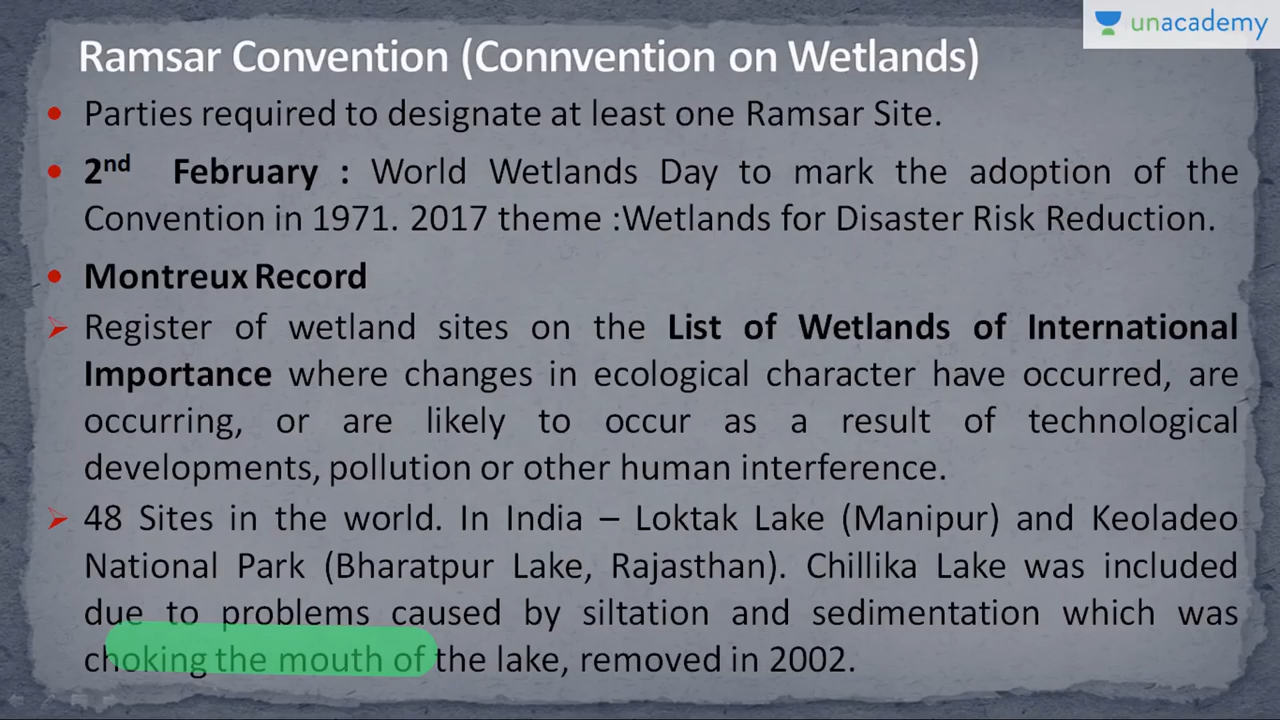 unacademy
Ramsar Convention (Connvention on Wetlands)
• Parties required to designate at least one Ramsar Site.
• 2nd February : World Wetlands Day to mark the adoption of the
Convention in 1971. 2017 theme :Wetlands for Disaster Risk Reduction.
• Montreux Record
➢ Register of wetland sites on the List of Wetlands of International
Importance where changes in ecological character have occurred, are
occurring, or are likely to occur as a result of technological
developments, pollution or other human interference.
➢ 48 Sites in the world. In India – Loktak Lake (Manipur) and Keoladeo
National Park (Bharatpur Lake, Rajasthan). Chillika Lake was included
due to problems caused by siltation and sedimentation which was
choking the mouth of the lake, removed in 2002.